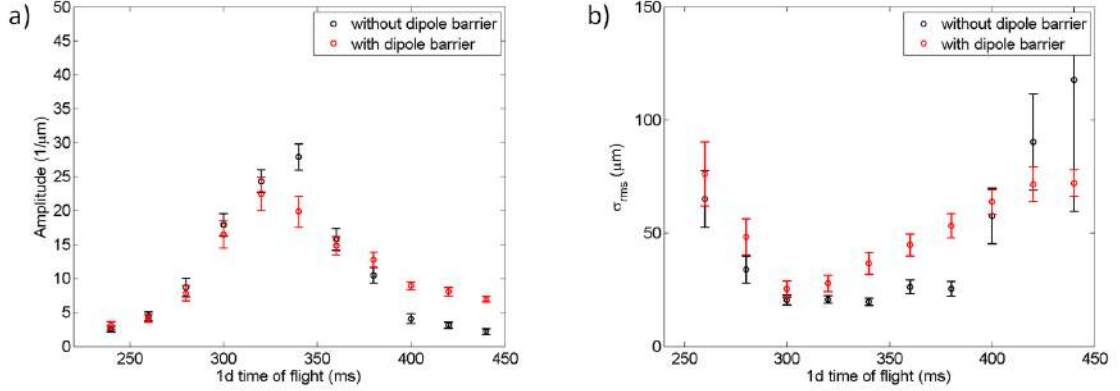 a)
50
45
40
35
30
25
20
15
10
5
0
Amplitude (1/μm)
without dipole barrier
with dipole barrier
250 300 350 400 450
1d time of flight (ms)
b)
150
100
50
0
σrms (μm)
without dipole barrier
with dipole barrier
250 300 350 400 450
1d time of flight (ms)